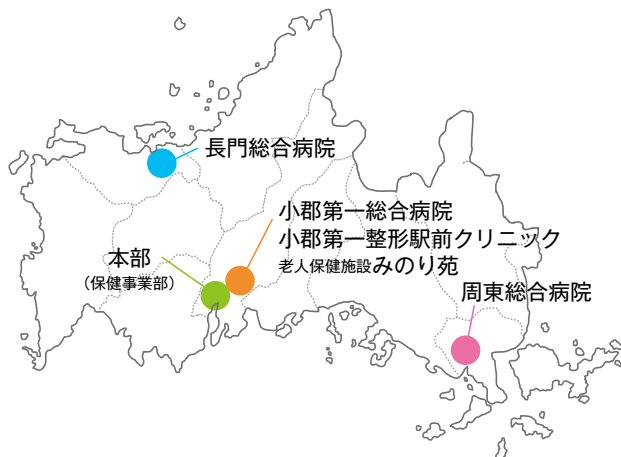 長門総合病院
小郡第一総合病院
小郡第一整形駅前クリニック
老人保健施設みのり苑
本部
（保健事業部）
周東総合病院